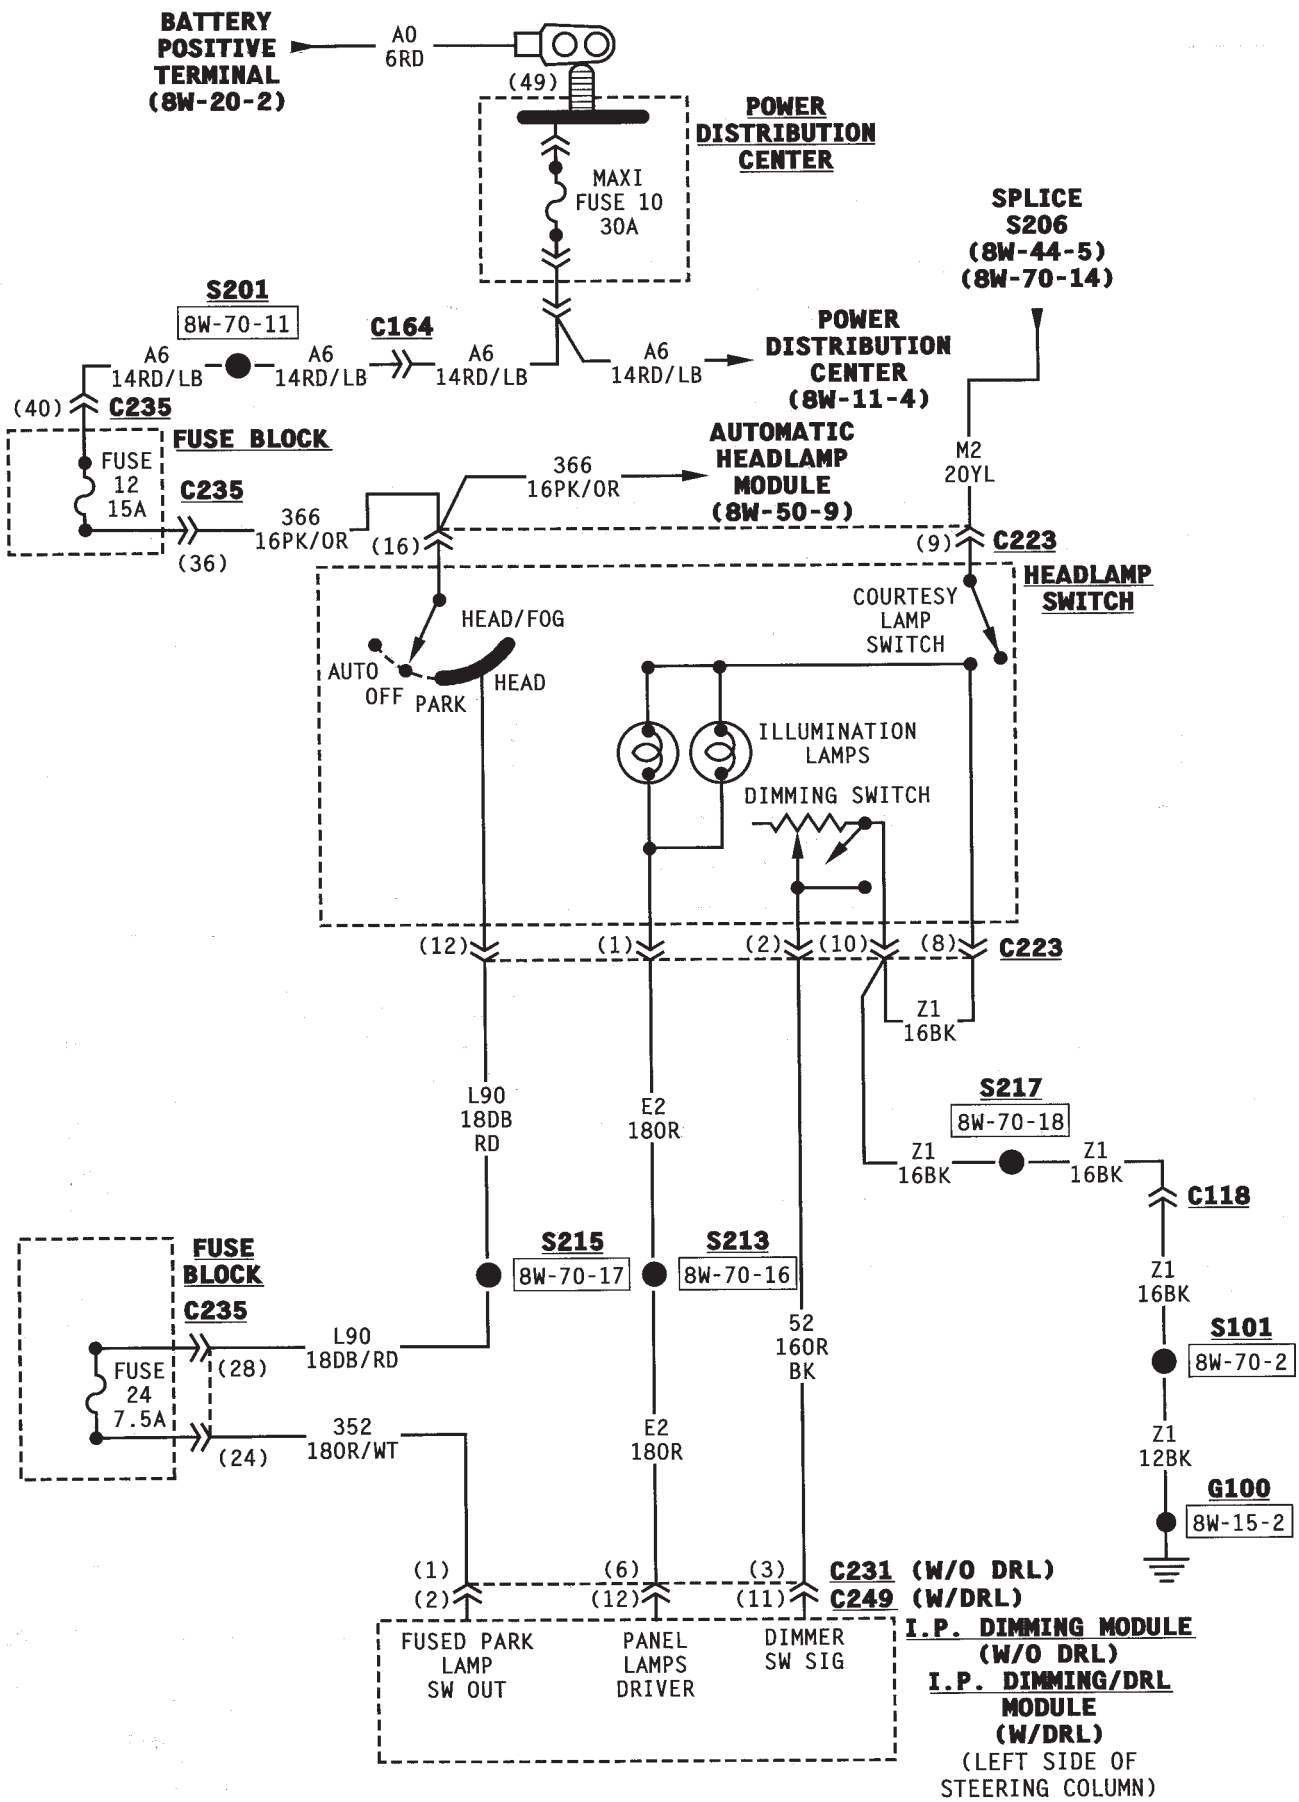 BATTERY
POSITIVE
TERMINAL
(8W-20-2)
A0
6RD
(49)
POWER
DISTRIBUTION
CENTER
MAXI
FUSE 10
30A
SPLICE
S206
(8W-44-5)
(8W-70-14)
S201
8W-70-11
C164
A6
14RD/LB
A6
14RD/LB
A6
14RD/LB
A6
14RD/LB
POWER
DISTRIBUTION
CENTER
(8W-11-4)
(40)
C235
FUSE BLOCK
FUSE
12
15A
C235
(36)
366
16PK/OR
(16)
366
16PK/OR
AUTOMATIC
HEADLAMP
MODULE
(8W-50-9)
M2
20YL
(9)
C223
HEADLAMP
SWITCH
HEAD/FOG
AUTO
OFF
PARK
HEAD
COURTESY
LAMP
SWITCH
ILLUMINATION
LAMPS
DIMMING SWITCH
(12)
(1)
(2)
(10)
(8)
C223
Z1
16BK
L90
18DB
RD
E2
18OR
S217
8W-70-18
Z1
16BK
Z1
16BK
C118
Z1
16BK
S215
8W-70-17
S213
8W-70-16
FUSE
BLOCK
C235
FUSE
24
7.5A
(28)
L90
18DB/RD
(24)
352
18OR/WT
52
16OR
BK
E2
18OR
S101
8W-70-2
Z1
12BK
G100
8W-15-2
(1)
(6)
(3)
C231 (W/O DRL)
(2)
(12)
(11)
C249 (W/DRL)
FUSED PARK
LAMP
SW OUT
PANEL
LAMPS
DRIVER
DIMMER
SW SIG
I.P. DIMMING MODULE
(W/O DRL)
I.P. DIMMING/DRL
MODULE
(W/DRL)
(LEFT SIDE OF
STEERING COLUMN)